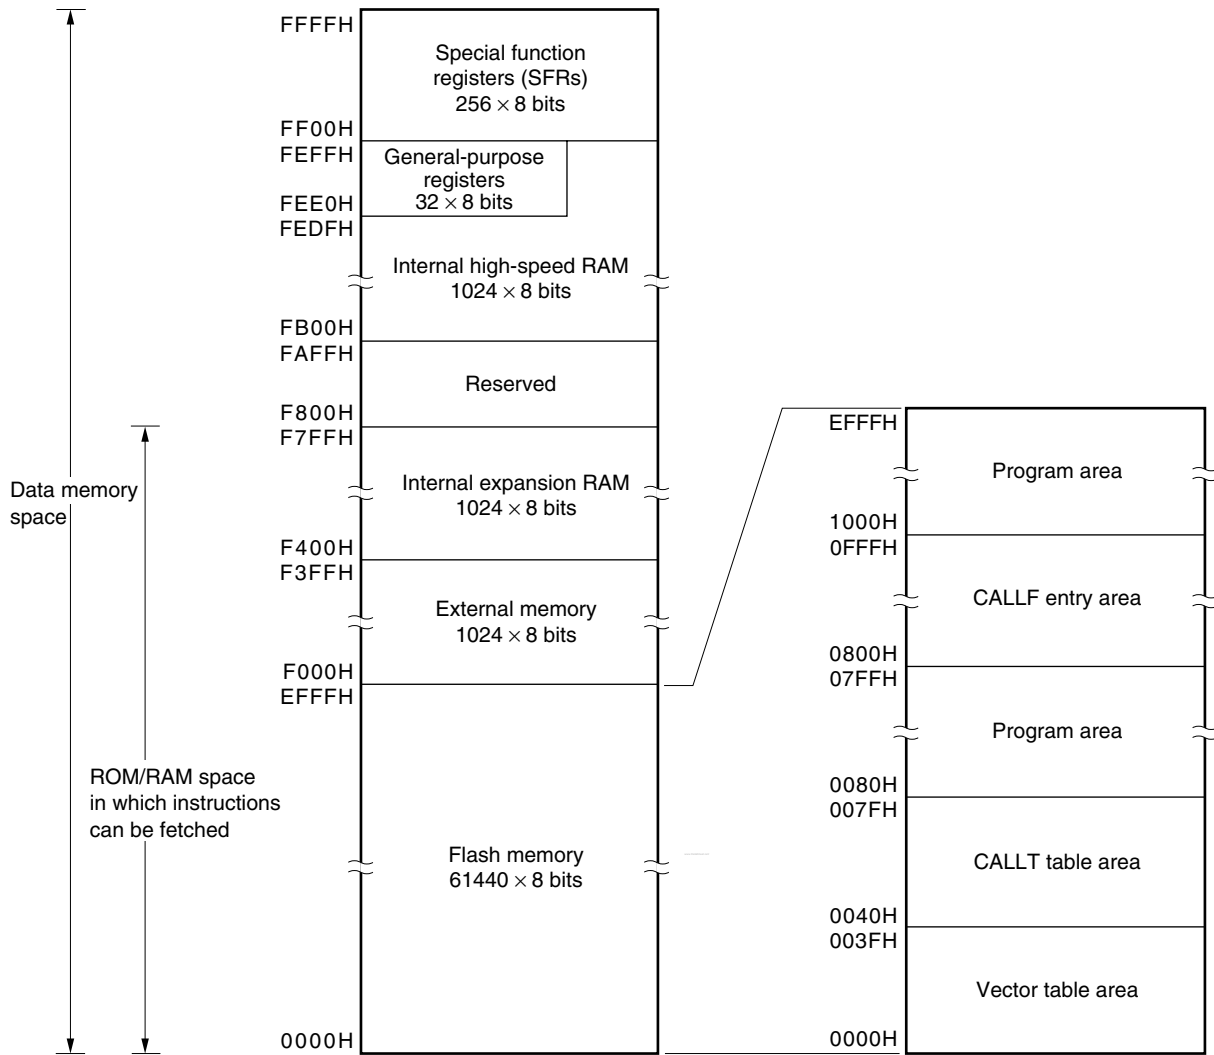 FFFFH
Special function
registers (SFRs)
256 × 8 bits
FF00H
FEFFH
General-purpose
registers
32 × 8 bits
FEE0H
FEDFH
Internal high-speed RAM
1024 × 8 bits
FB00H
FAFFH
Reserved
F800H
F7FFH
Data memory
space
Internal expansion RAM
1024 × 8 bits
F400H
F3FFH
External memory
1024 × 8 bits
F000H
EFFFH
ROM/RAM space
in which instructions
can be fetched
Flash memory
61440 × 8 bits
0000H
EFFFH
Program area
1000H
0FFFH
CALLF entry area
0800H
07FFH
Program area
0080H
007FH
CALLT table area
0040H
003FH
Vector table area
0000H